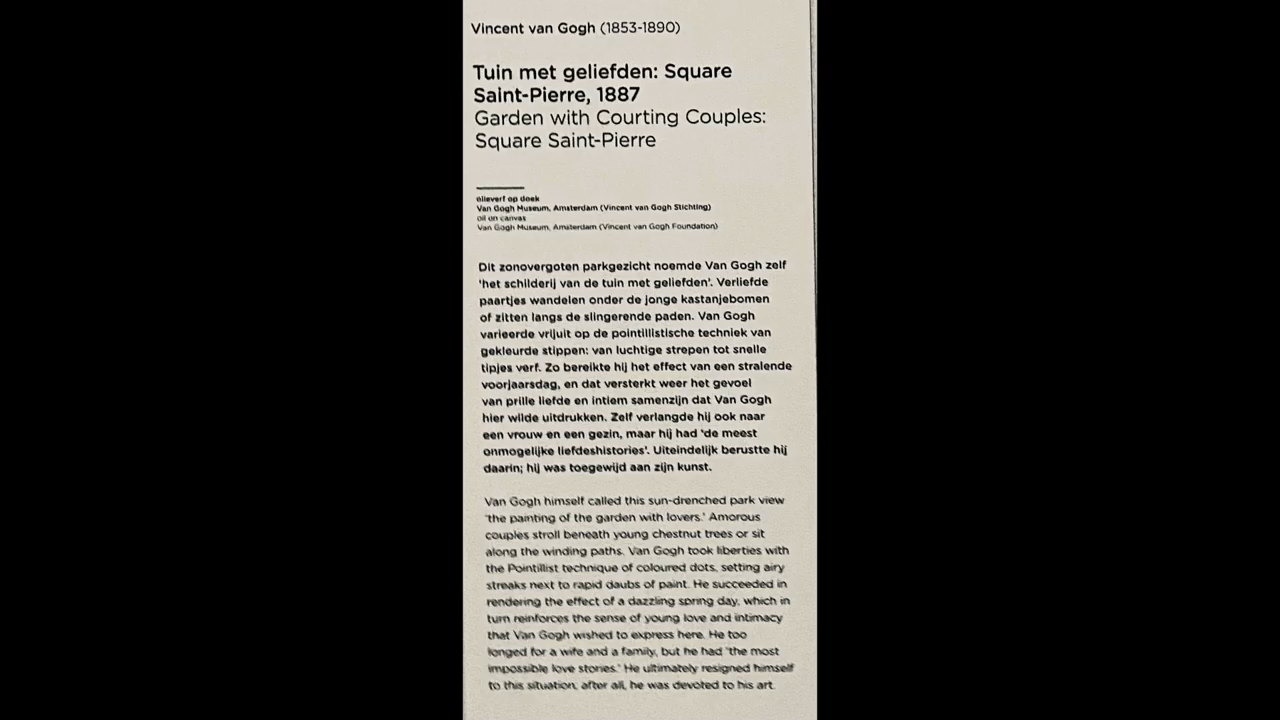 Vincent van Gogh (1853-1890)
Tuin met geliefden: Square
Saint-Pierre, 1887
Garden with Courting Couples:
Square Saint-Pierre
olieverf op doek
Van Gogh Museum, Amsterdam (Vincent van Gogh Stichting)
oil on canvas
Van Gogh Museum, Amsterdam (Vincent van Gogh Foundation)
Dit zonovergoten parkgezicht noemde Van Gogh zelf
'het schilderij van de tuin met geliefden'. Verliefde
paartjes wandelen onder de jonge kastanjebomen
of zitten langs de slingerende paden. Van Gogh
varieerde vrijuit op de pointillistische techniek van
gekleurde stippen: van luchtige strepen tot snelle
tipjes verf. Zo bereikte hij het effect van een stralende
voorjaarsdag, en dat versterkt weer het gevoel
van prille liefde en intiem samenzijn dat Van Gogh
hier wilde uitdrukken. Zelf verlangde hij ook naar
een vrouw en een gezin, maar hij had 'de meest
onmogelijke liefdeshistories'. Uiteindelijk berustte hij
daarin; hij was toegewijd aan zijn kunst.
Van Gogh himself called this sun-drenched park view
'the painting of the garden with lovers.' Amorous
couples stroll beneath young chestnut trees or sit
along the winding paths. Van Gogh took liberties with
the Pointillist technique of coloured dots, setting airy
streaks next to rapid daubs of paint. He succeeded in
rendering the effect of a dazzling spring day, which in
turn reinforces the sense of young love and intimacy
that Van Gogh wished to express here. He too
longed for a wife and a family, but he had 'the most
impossible love stories.' He ultimately resigned himself
to this situation; after all, he was devoted to his art.